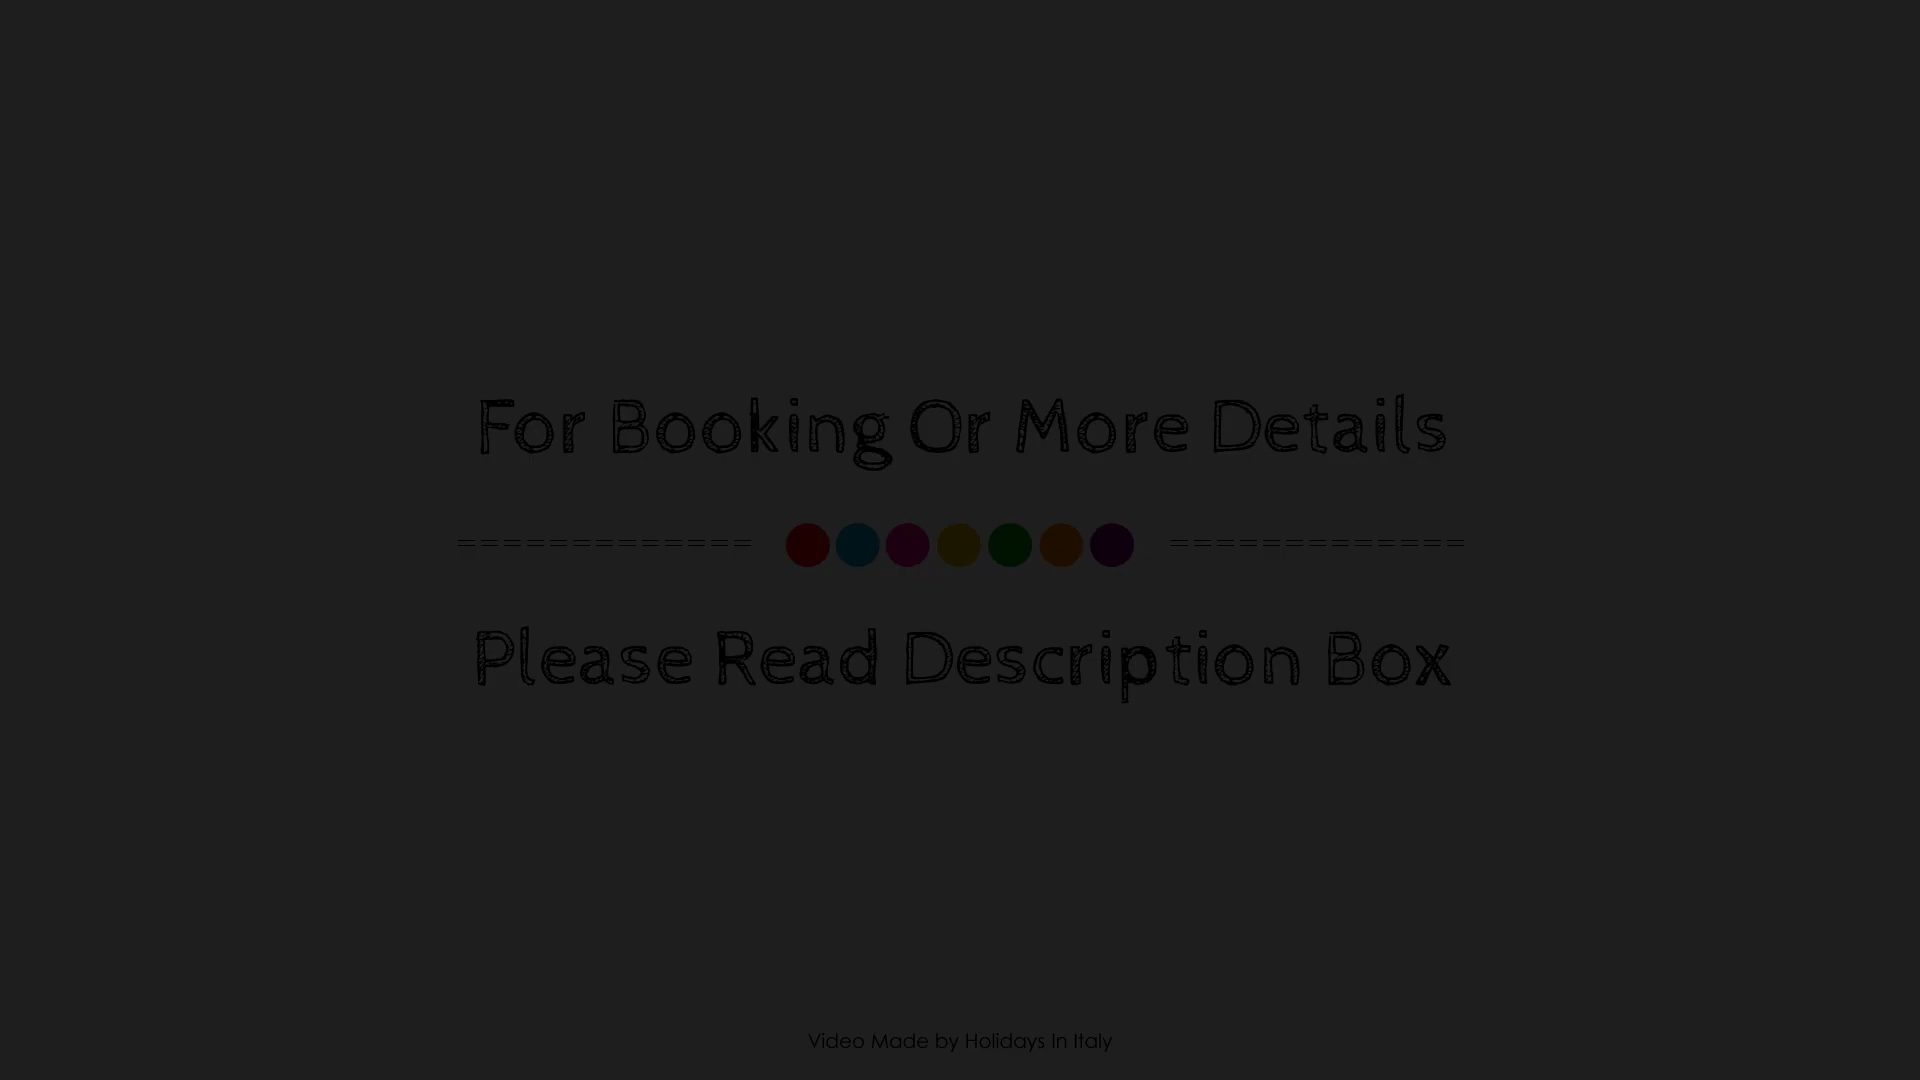 For Booking Or More Details
============= =============
Please Read Description Box
Video Made by Holidays In Italy